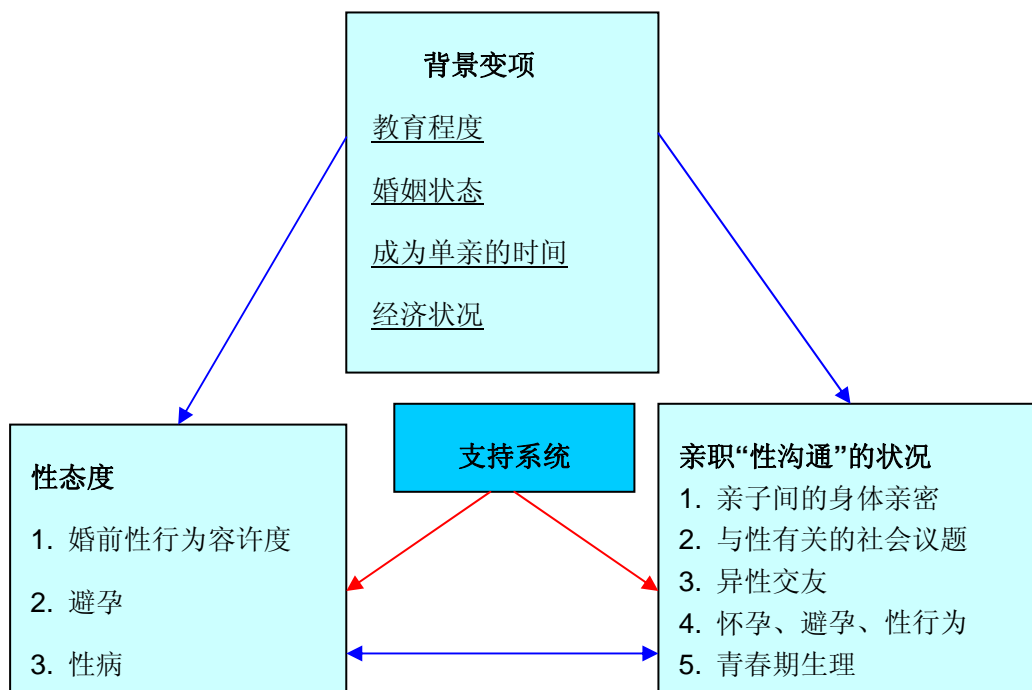 背景变项
教育程度
婚姻状态
成为单亲的时间
经济状况
支持系统
性态度
1. 婚前性行为容许度
2. 避孕
3. 性病
亲职“性沟通”的状况
1. 亲子间的身体亲密
2. 与性有关的社会议题
3. 异性交友
4. 怀孕、避孕、性行为
5. 青春期生理